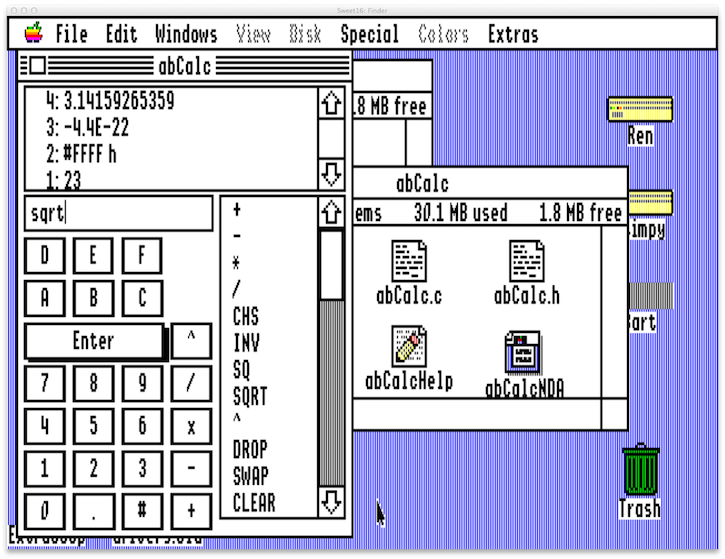 Sweet16: Finder
File Edit Windows View Disk Special Colors Extras
abCalc
4: 3.14159265359
3: -4.4E-22
2: #FFFF h
1: 23
sqrt
D E F
A B C
Enter ^
7 8 9 /
4 5 6 x
1 2 3 -
0 . # +
+
-
*
/
CHS
INV
SQ
SQRT
^
DROP
SWAP
CLEAR
.8 MB free
abCalc
ems 30.1 MB used 1.8 MB free
abCalc.c abCalc.h
abCalcHelp abCalcNDA
Ren
impy
art
Trash